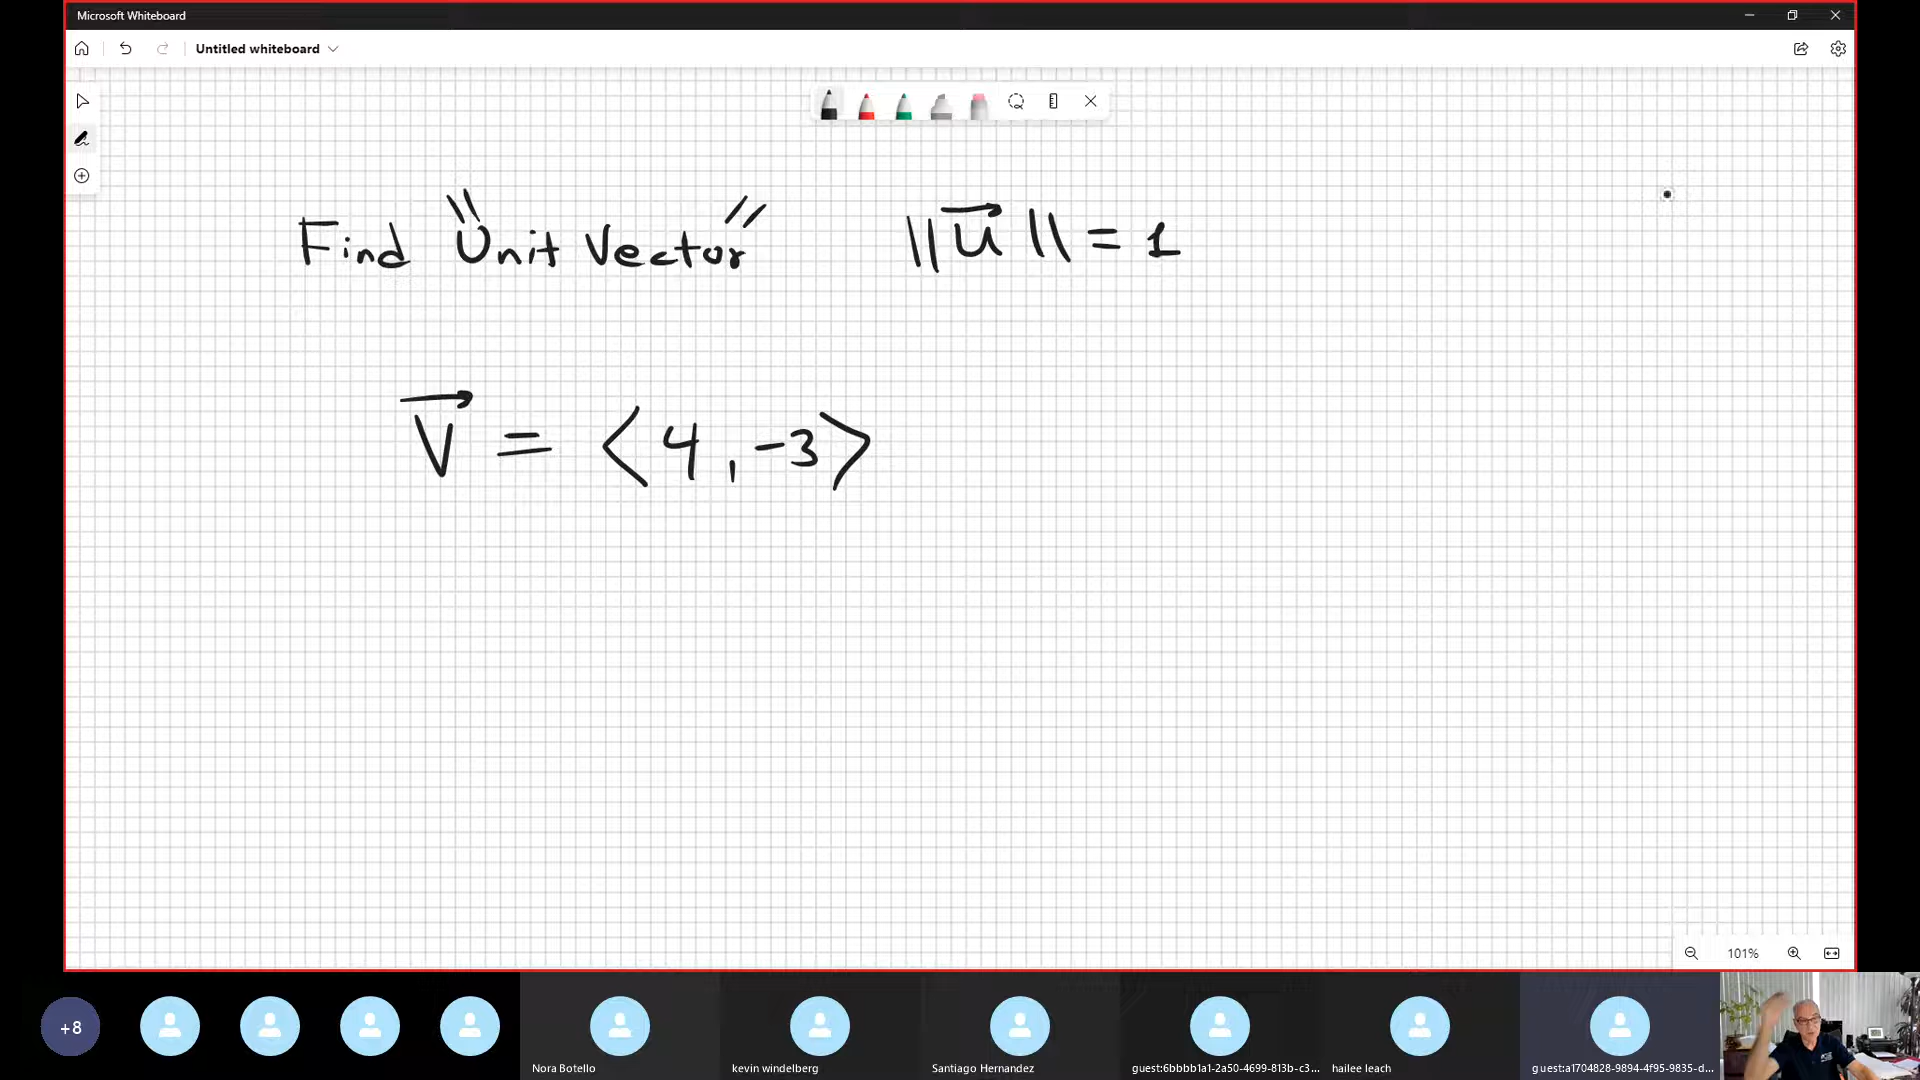 Microsoft Whiteboard
Untitled whiteboard
Find "Unit Vector" ||u⃗|| = 1
V⃗ = <4, -3>
101%
+8
Nora Botello
kevin windelberg
Santiago Hernandez
guest:6bbbb1a1-2a50-4699-813b-c3...
hailee leach
guest:a1704828-9894-4f95-9835-d...